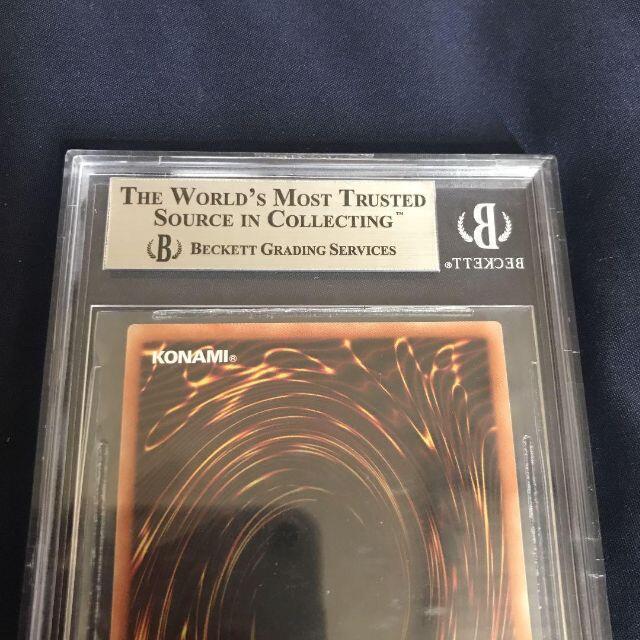 THE WORLD'S MOST TRUSTED
SOURCE IN COLLECTING™
B BECKETT GRADING SERVICES
B
BECKETT®
KONAMI®